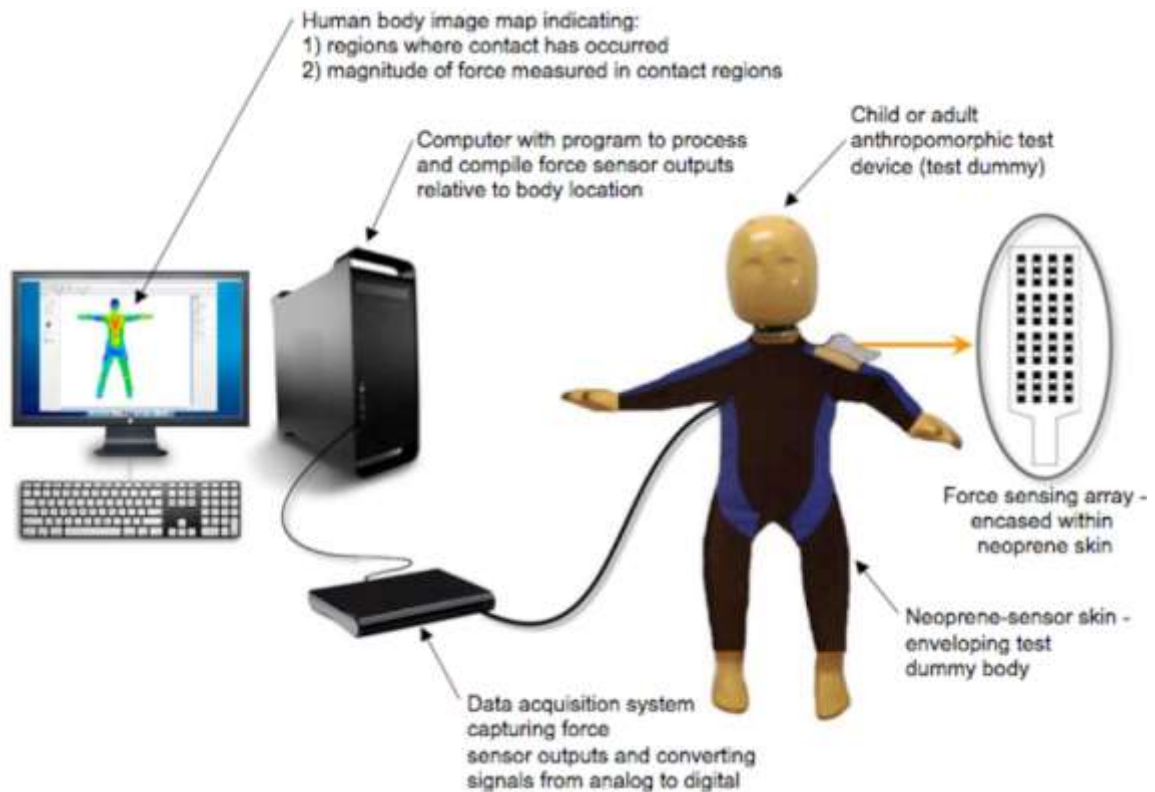 Human body image map indicating:
1) regions where contact has occurred
2) magnitude of force measured in contact regions
Computer with program to process
and compile force sensor outputs
relative to body location
Child or adult
anthropomorphic test
device (test dummy)
Force sensing array -
encased within
neoprene skin
Neoprene-sensor skin -
enveloping test
dummy body
Data acquisition system
capturing force
sensor outputs and converting
signals from analog to digital